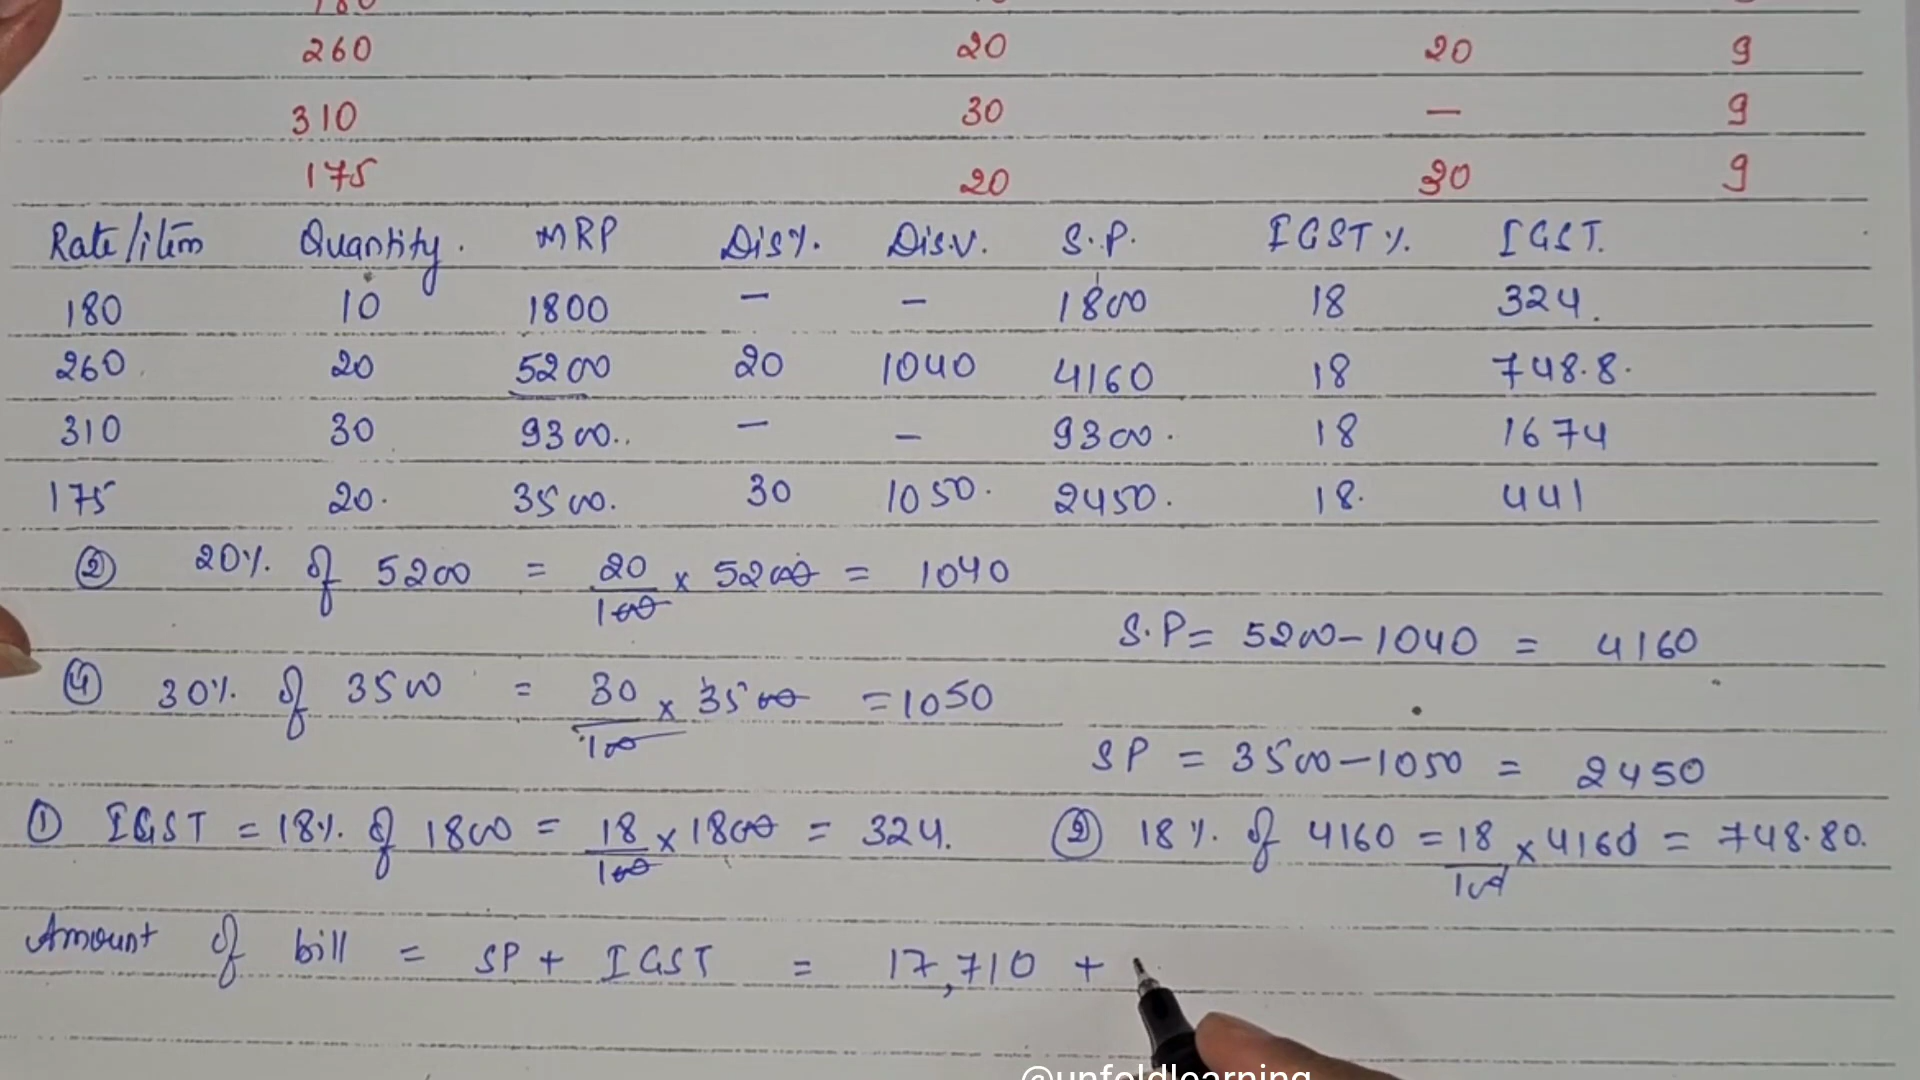 260 20 20 9
310 30 — 9
175 20 30 9
Rate/item Quantity. MRP Dis%. Dis.v. S.P. IGST %. IGST.
180 10 1800 — — 1800 18 324.
260 20 5200 20 1040 4160 18 748.8.
310 30 9300.. — — 9300. 18 1674
175 20. 3500. 30 1050. 2450. 18. 441
② 20%. of 5200 = 20/100 x 5200 = 1040
S.P = 5200-1040 = 4160
④ 30%. of 3500 = 30/100 x 3500 = 1050
SP = 3500-1050 = 2450
① IGST = 18%. of 1800 = 18/100 x 1800 = 324. ② 18%. of 4160 = 18/100 x 4160 = 748.80.
Amount of bill = SP + IGST = 17,710 +
@unfoldlearning